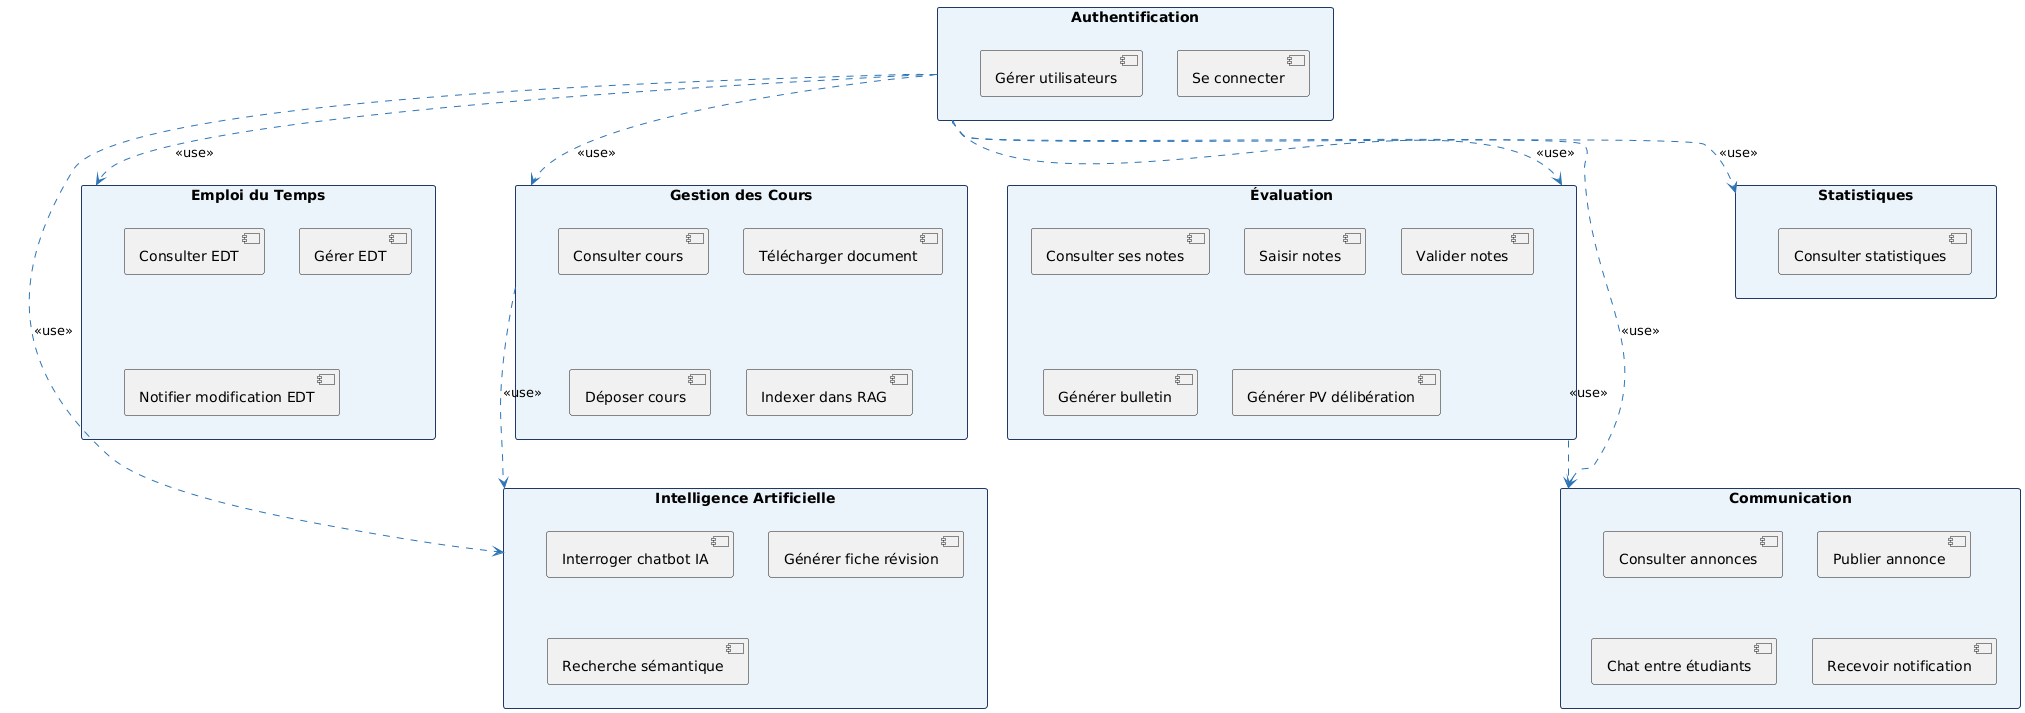 Authentification
Gérer utilisateurs
Se connecter
«use»
«use»
«use»
«use»
Emploi du Temps
Consulter EDT
Gérer EDT
Notifier modification EDT
Gestion des Cours
Consulter cours
Télécharger document
Déposer cours
Indexer dans RAG
Évaluation
Consulter ses notes
Saisir notes
Valider notes
Générer bulletin
Générer PV délibération
Statistiques
Consulter statistiques
«use»
«use»
«use»
«use»
Intelligence Artificielle
Interroger chatbot IA
Générer fiche révision
Recherche sémantique
Communication
Consulter annonces
Publier annonce
Chat entre étudiants
Recevoir notification